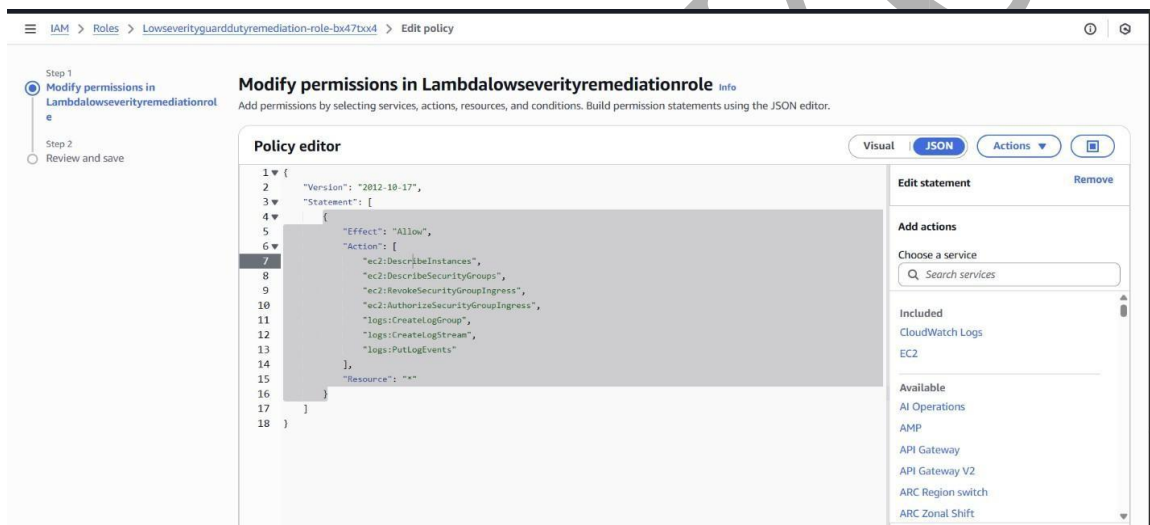 IAM > Roles > Lowseverityguarddutyremediation-role-bx47txx4 > Edit policy
Step 1
Modify permissions in
Lambdalowseverityremediationrol
e
Step 2
Review and save
Modify permissions in Lambdalowseverityremediationrole Info
Add permissions by selecting services, actions, resources, and conditions. Build permission statements using the JSON editor.
Policy editor
Visual JSON Actions ▼
1 ▼ {
2 "Version": "2012-10-17",
3 ▼ "Statement": [
4 ▼ {
5 "Effect": "Allow",
6 ▼ "Action": [
7 "ec2:DescribeInstances",
8 "ec2:DescribeSecurityGroups",
9 "ec2:RevokeSecurityGroupIngress",
10 "ec2:AuthorizeSecurityGroupIngress",
11 "logs:CreateLogGroup",
12 "logs:CreateLogStream",
13 "logs:PutLogEvents"
14 ],
15 "Resource": "*"
16 }
17 ]
18 }
Edit statement Remove
Add actions
Choose a service
Search services
Included
CloudWatch Logs
EC2
Available
AI Operations
AMP
API Gateway
API Gateway V2
ARC Region switch
ARC Zonal Shift